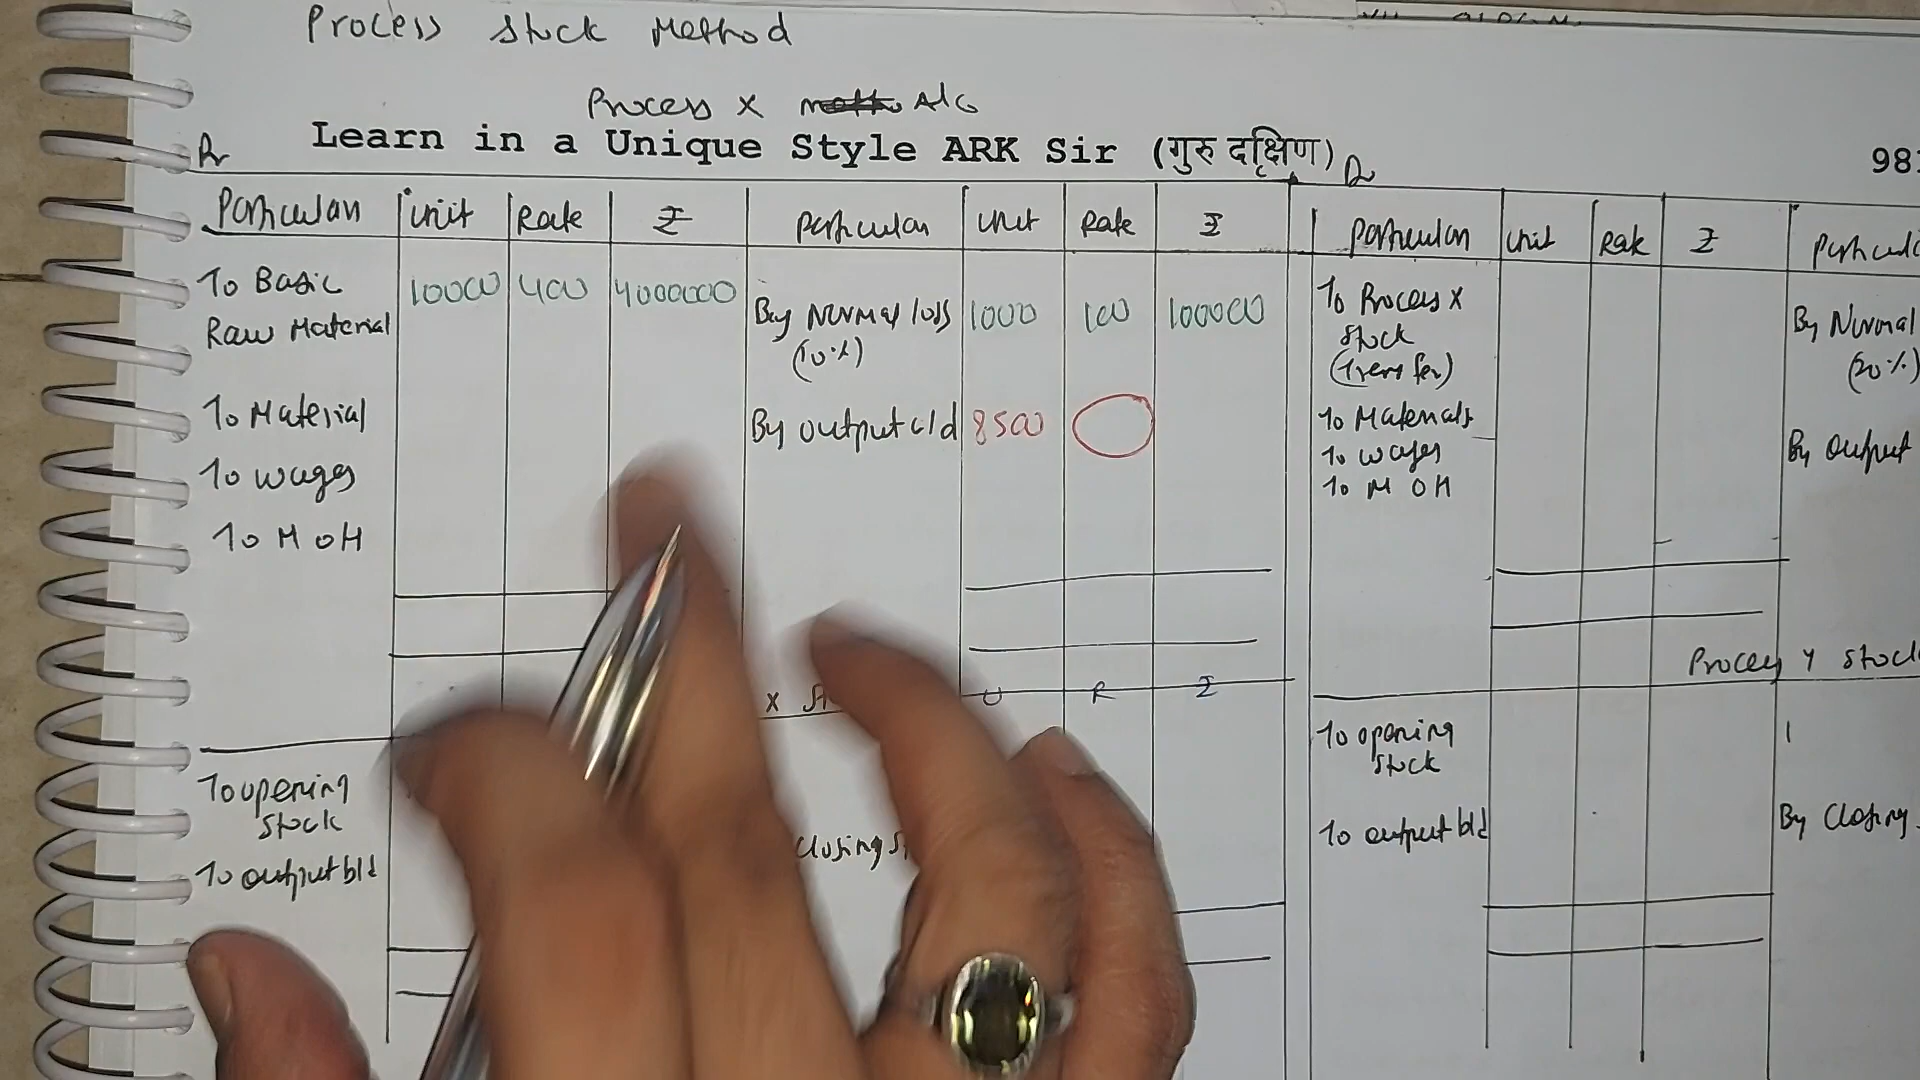 Process Stock Method
Process X A/c
Dr Learn in a Unique Style ARK Sir (गुरु दक्षिण) Dr 98
Particular Unit Rate ₹ Particular Unit Rate ₹ Particular Unit Rate ₹
To Basic 10000 400 4000000 By Normal loss 1000 100 100000 To Process X By Normal
Raw Material (10%) Stock (20%)
(Transfer)
To Material By output c/d 8500 To Materials By output
To wages To wages
To M OH To M OH
X U R ₹ Process Y Stock
To opening To opening
Stock Stock
To output b/d closing To output b/d By Closing